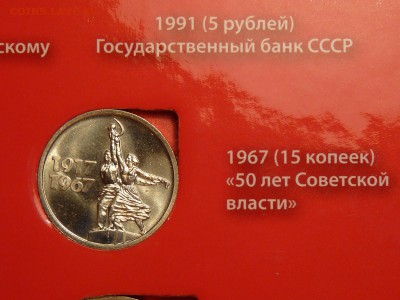 1991 (5 рублей)
скому Государственный банк СССР
1917
1967
1967 (15 копеек)
«50 лет Советской
власти»